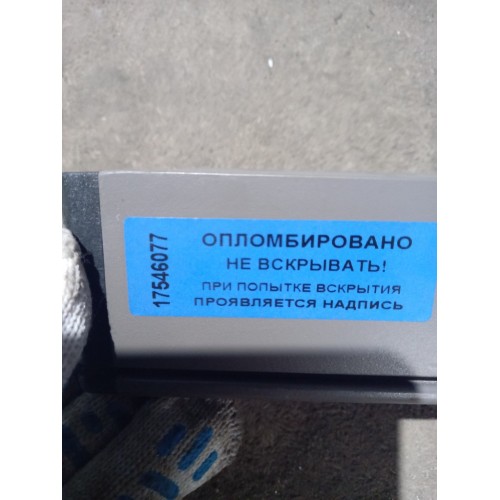 17546077
ОПЛОМБИРОВАНО
НЕ ВСКРЫВАТЬ!
ПРИ ПОПЫТКЕ ВСКРЫТИЯ
ПРОЯВЛЯЕТСЯ НАДПИСЬ